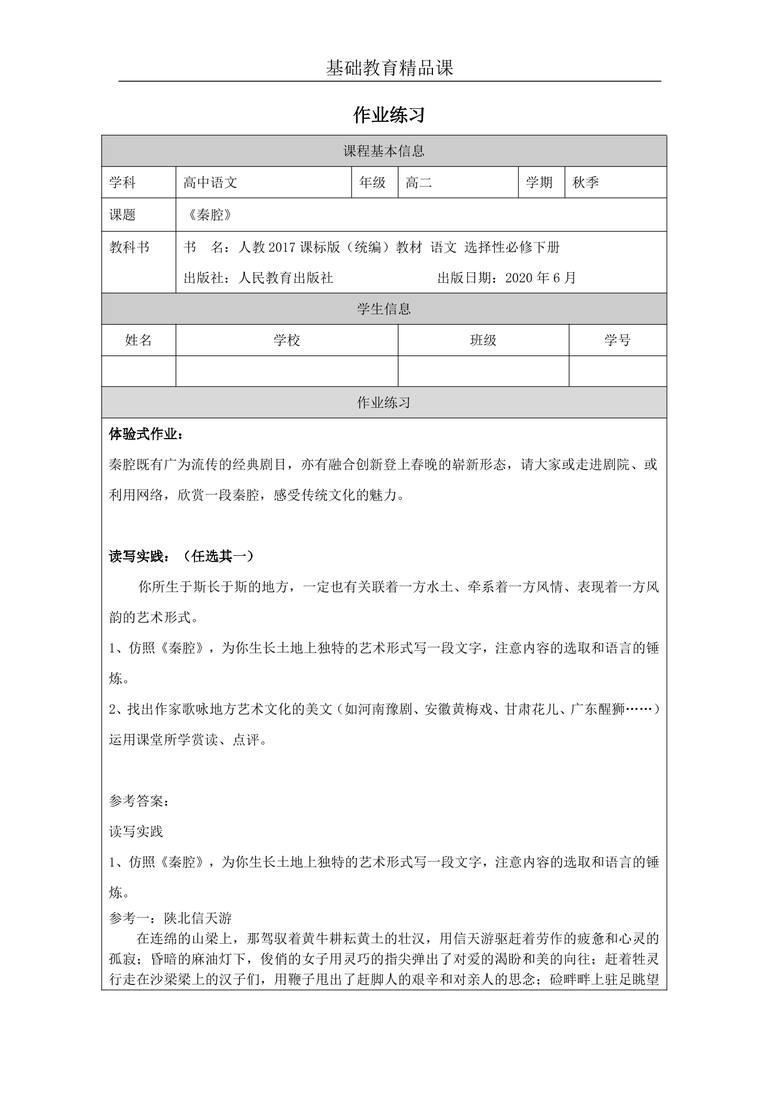 基础教育精品课
作业练习
课程基本信息
学科 高中语文 年级 高二 学期 秋季
课题 《秦腔》
教科书 书　名：人教 2017 课标版（统编）教材 语文 选择性必修下册
出版社：人民教育出版社 出版日期：2020 年 6 月
学生信息
姓名 学校 班级 学号
作业练习
体验式作业：
秦腔既有广为流传的经典剧目，亦有融合创新登上春晚的崭新形态，请大家或走进剧院、或
利用网络，欣赏一段秦腔，感受传统文化的魅力。
读写实践：（任选其一）
你所生于斯长于斯的地方，一定也有关联着一方水土、牵系着一方风情、表现着一方风
韵的艺术形式。
1、仿照《秦腔》，为你生长土地上独特的艺术形式写一段文字，注意内容的选取和语言的锤
炼。
2、找出作家歌咏地方艺术文化的美文（如河南豫剧、安徽黄梅戏、甘肃花儿、广东醒狮……）
运用课堂所学赏读、点评。
参考答案：
读写实践
1、仿照《秦腔》，为你生长土地上独特的艺术形式写一段文字，注意内容的选取和语言的锤
炼。
参考一：陕北信天游
在连绵的山梁上，那驾驭着黄牛耕耘黄土的壮汉，用信天游驱赶着劳作的疲惫和心灵的
孤寂；昏暗的麻油灯下，俊俏的女子用灵巧的指尖弹出了对爱的渴盼和美的向往；赶着牲灵
行走在沙梁梁上的汉子们，用鞭子甩出了赶脚人的艰辛和对亲人的思念；硷畔畔上驻足眺望